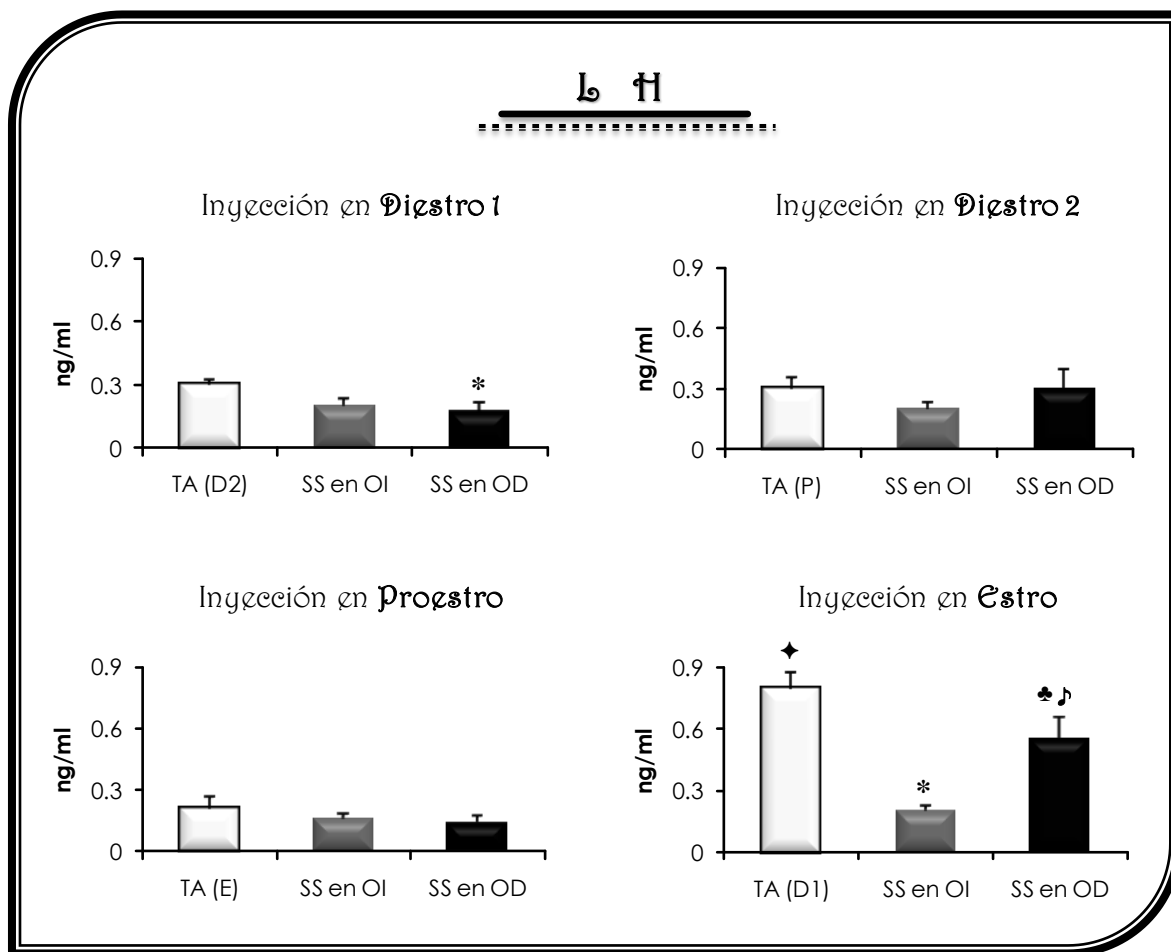 L H
Inyección en Diestro 1
0.9
0.6
0.3
0
ng/ml
*
TA (D2) SS en OI SS en OD
Inyección en Diestro 2
0.9
0.6
0.3
0
ng/ml
TA (P) SS en OI SS en OD
Inyección en Proestro
0.9
0.6
0.3
0
ng/ml
TA (E) SS en OI SS en OD
Inyección en Estro
0.9
0.6
0.3
0
ng/ml
✦
*
♣♪
TA (D1) SS en OI SS en OD